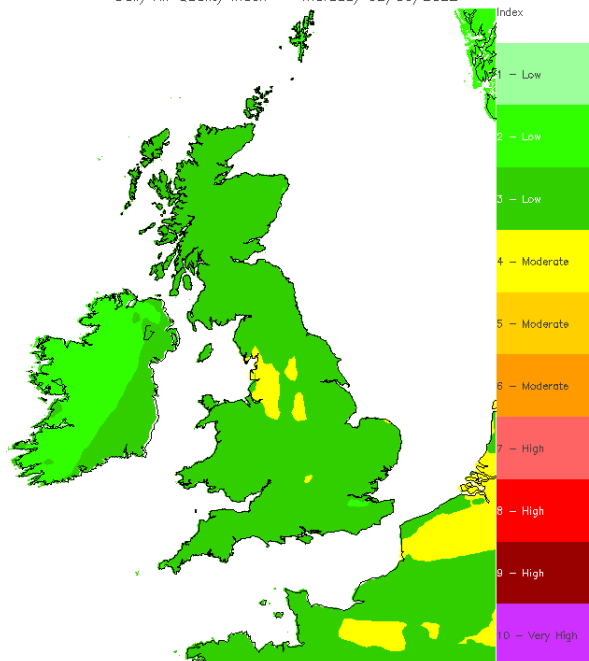 Index
1 - Low
2 - Low
3 - Low
4 - Moderate
5 - Moderate
6 - Moderate
7 - High
8 - High
9 - High
10 - Very High